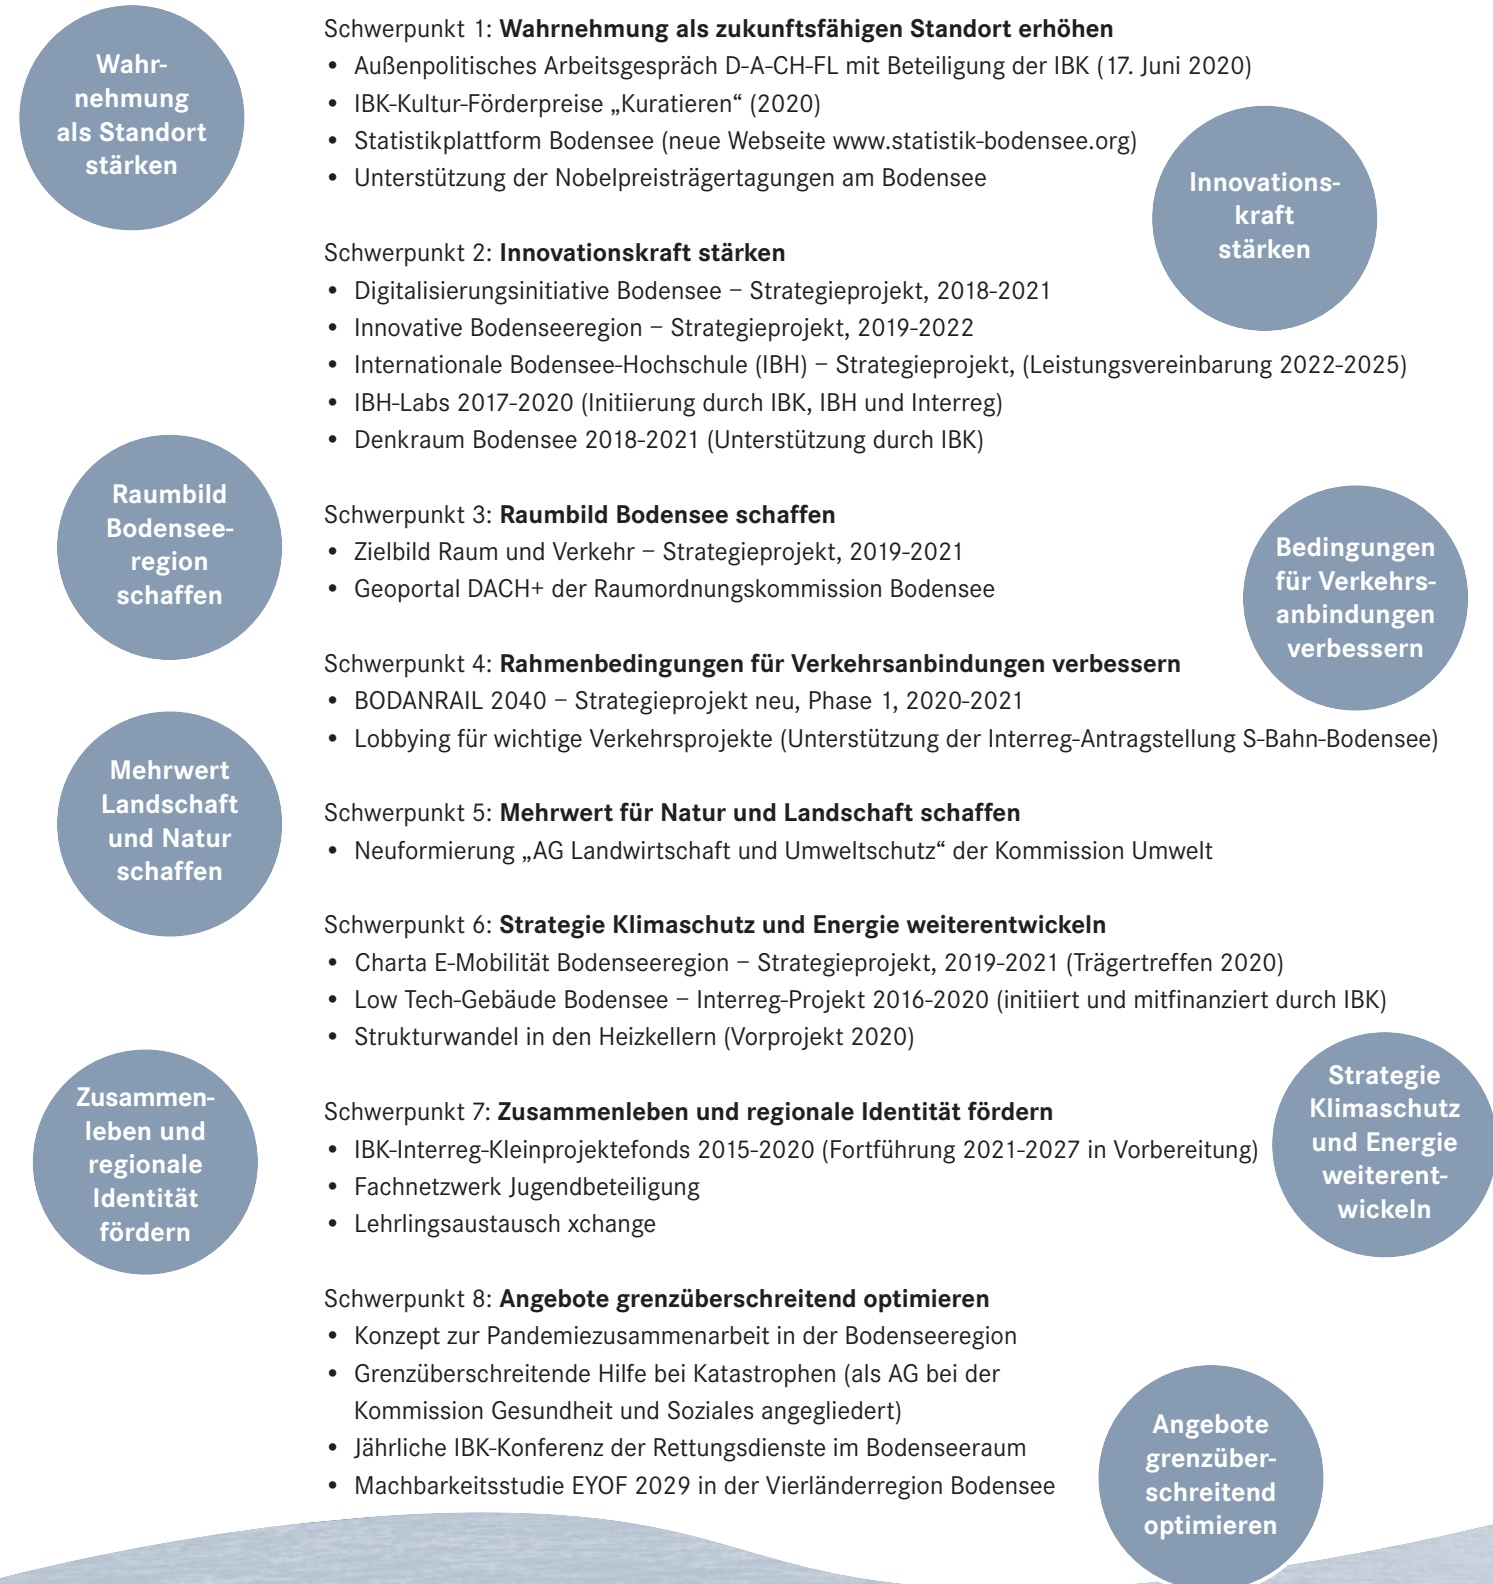 Wahr-
nehmung
als Standort
stärken
Schwerpunkt 1: Wahrnehmung als zukunftsfähigen Standort erhöhen
• Außenpolitisches Arbeitsgespräch D-A-CH-FL mit Beteiligung der IBK (17. Juni 2020)
• IBK-Kultur-Förderpreise „Kuratieren“ (2020)
• Statistikplattform Bodensee (neue Webseite www.statistik-bodensee.org)
• Unterstützung der Nobelpreisträgertagungen am Bodensee
Innovations-
kraft
stärken
Schwerpunkt 2: Innovationskraft stärken
• Digitalisierungsinitiative Bodensee – Strategieprojekt, 2018-2021
• Innovative Bodenseeregion – Strategieprojekt, 2019-2022
• Internationale Bodensee-Hochschule (IBH) – Strategieprojekt, (Leistungsvereinbarung 2022-2025)
• IBH-Labs 2017-2020 (Initiierung durch IBK, IBH und Interreg)
• Denkraum Bodensee 2018-2021 (Unterstützung durch IBK)
Raumbild
Bodensee-
region
schaffen
Schwerpunkt 3: Raumbild Bodensee schaffen
• Zielbild Raum und Verkehr – Strategieprojekt, 2019-2021
• Geoportal DACH+ der Raumordnungskommission Bodensee
Bedingungen
für Verkehrs-
anbindungen
verbessern
Schwerpunkt 4: Rahmenbedingungen für Verkehrsanbindungen verbessern
• BODANRAIL 2040 – Strategieprojekt neu, Phase 1, 2020-2021
• Lobbying für wichtige Verkehrsprojekte (Unterstützung der Interreg-Antragstellung S-Bahn-Bodensee)
Mehrwert
Landschaft
und Natur
schaffen
Schwerpunkt 5: Mehrwert für Natur und Landschaft schaffen
• Neuformierung „AG Landwirtschaft und Umweltschutz“ der Kommission Umwelt
Schwerpunkt 6: Strategie Klimaschutz und Energie weiterentwickeln
• Charta E-Mobilität Bodenseeregion – Strategieprojekt, 2019-2021 (Trägertreffen 2020)
• Low Tech-Gebäude Bodensee – Interreg-Projekt 2016-2020 (initiiert und mitfinanziert durch IBK)
• Strukturwandel in den Heizkellern (Vorprojekt 2020)
Strategie
Klimaschutz
und Energie
weiterent-
wickeln
Zusammen-
leben und
regionale
Identität
fördern
Schwerpunkt 7: Zusammenleben und regionale Identität fördern
• IBK-Interreg-Kleinprojektefonds 2015-2020 (Fortführung 2021-2027 in Vorbereitung)
• Fachnetzwerk Jugendbeteiligung
• Lehrlingsaustausch xchange
Schwerpunkt 8: Angebote grenzüberschreitend optimieren
• Konzept zur Pandemiezusammenarbeit in der Bodenseeregion
• Grenzüberschreitende Hilfe bei Katastrophen (als AG bei der
Kommission Gesundheit und Soziales angegliedert)
• Jährliche IBK-Konferenz der Rettungsdienste im Bodenseeraum
• Machbarkeitsstudie EYOF 2029 in der Vierländerregion Bodensee
Angebote
grenzüber-
schreitend
optimieren